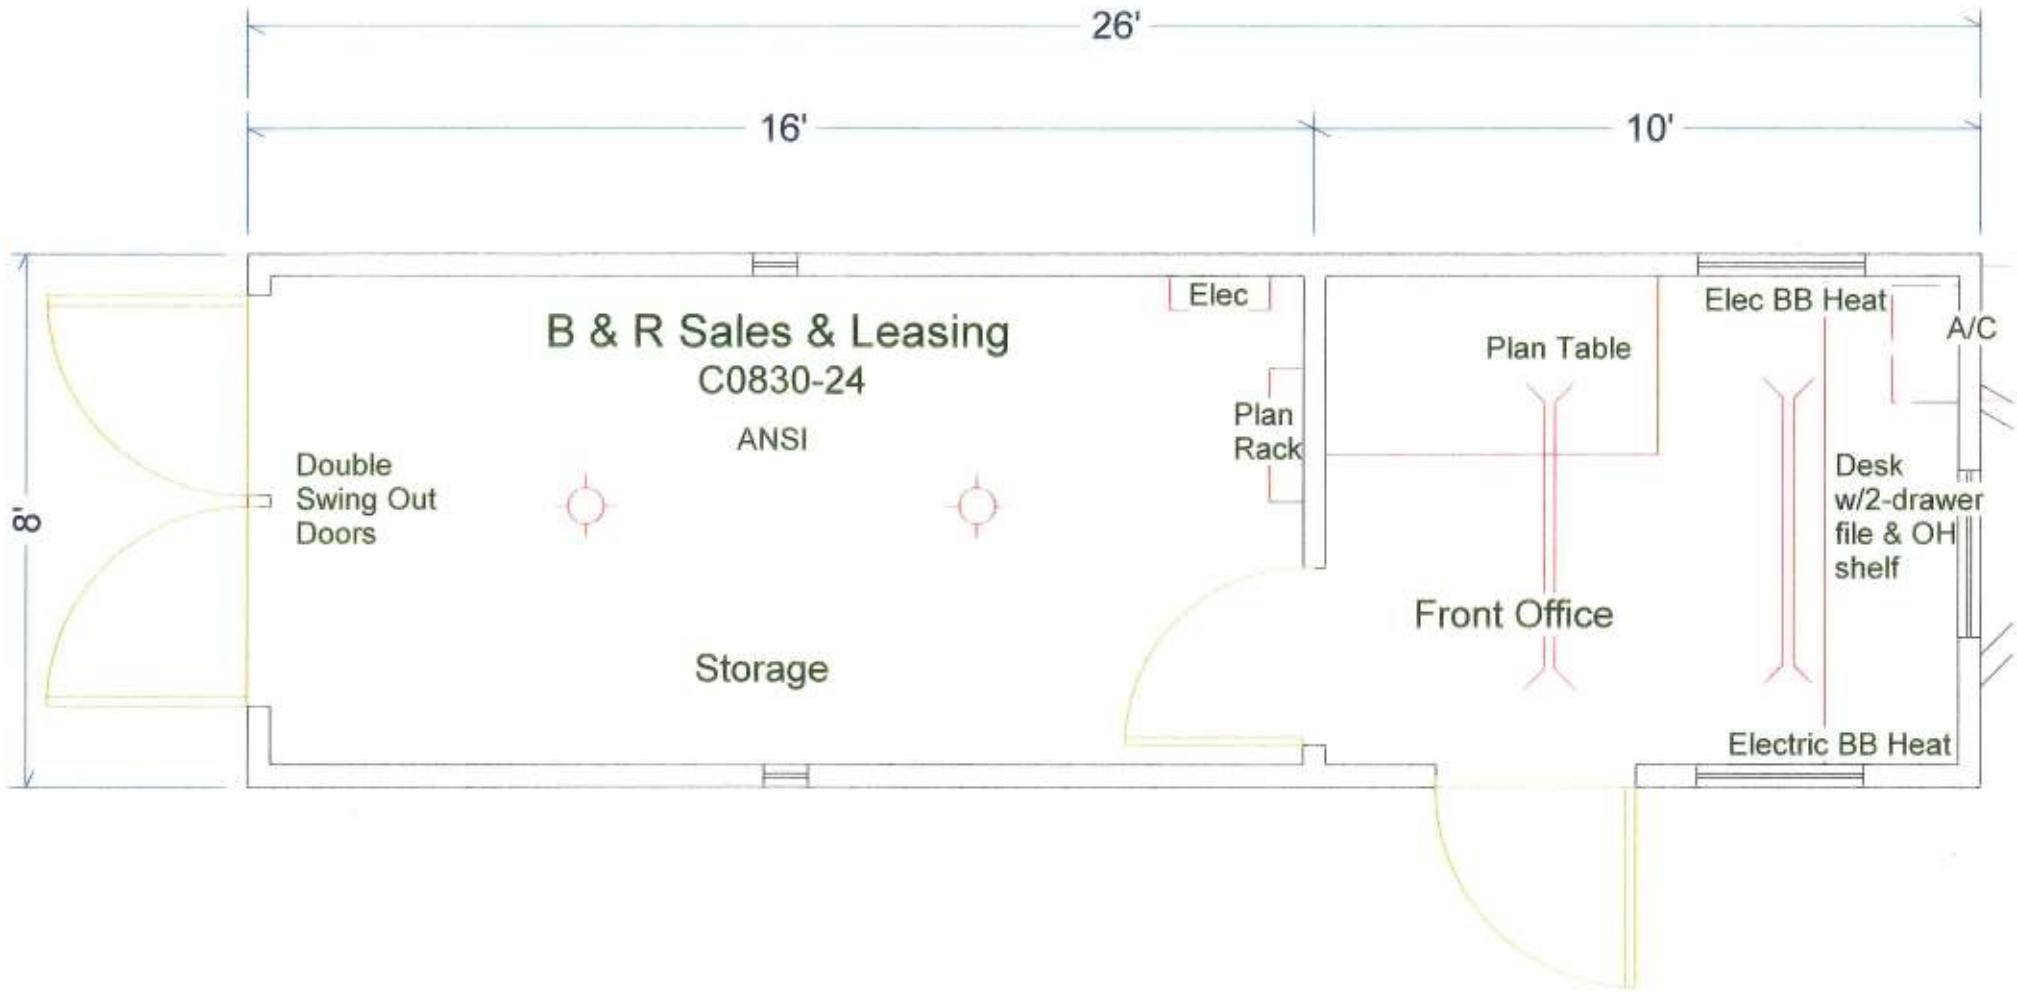 26'
16'
10'
8'
B & R Sales & Leasing
C0830-24
ANSI
Double
Swing Out
Doors
Storage
Elec
Plan
Rack
Plan Table
Front Office
Elec BB Heat
A/C
Desk
w/2-drawer
file & OH
shelf
Electric BB Heat